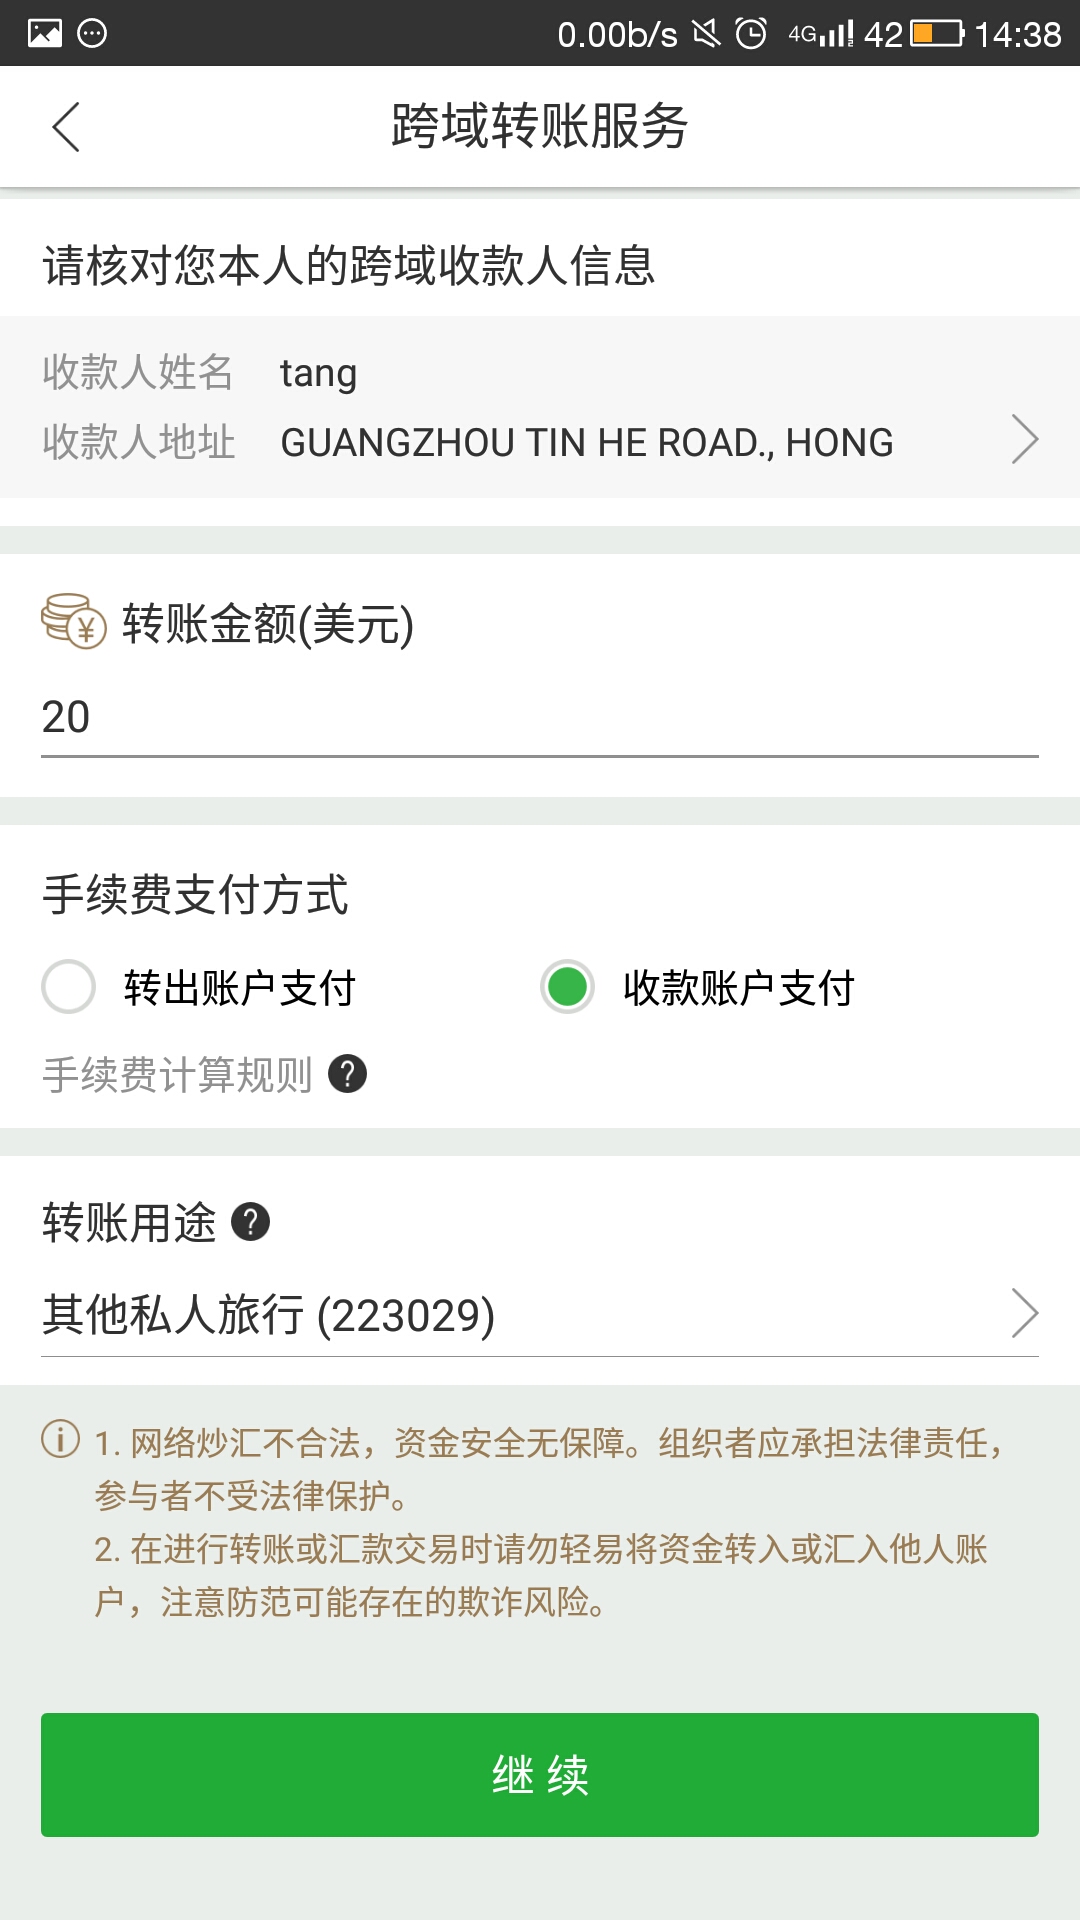 0.00b/s 4G 42 14:38
跨域转账服务
请核对您本人的跨域收款人信息
收款人姓名 tang
收款人地址 GUANGZHOU TIN HE ROAD., HONG
转账金额(美元)
20
手续费支付方式
转出账户支付 收款账户支付
手续费计算规则 ?
转账用途 ?
其他私人旅行 (223029)
1. 网络炒汇不合法，资金安全无保障。组织者应承担法律责任，
参与者不受法律保护。
2. 在进行转账或汇款交易时请勿轻易将资金转入或汇入他人账
户，注意防范可能存在的欺诈风险。
继 续